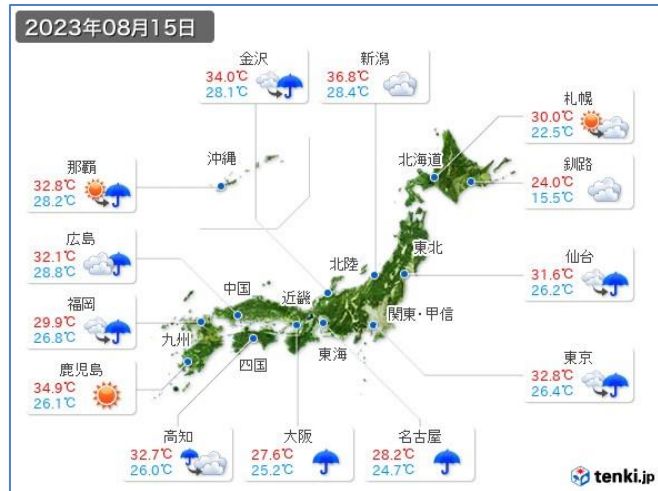 2023年08月15日
金沢
34.0℃
28.1℃
新潟
36.8℃
28.4℃
札幌
30.0℃
22.5℃
那覇
32.8℃
28.2℃
沖縄
北海道
釧路
24.0℃
15.5℃
広島
32.1℃
28.8℃
東北
仙台
31.6℃
26.2℃
北陸
中国
近畿
福岡
29.9℃
26.8℃
関東・甲信
九州
四国
東海
東京
32.8℃
26.4℃
鹿児島
34.9℃
26.1℃
高知
32.7℃
26.0℃
大阪
27.6℃
25.2℃
名古屋
28.2℃
24.7℃
tenki.jp